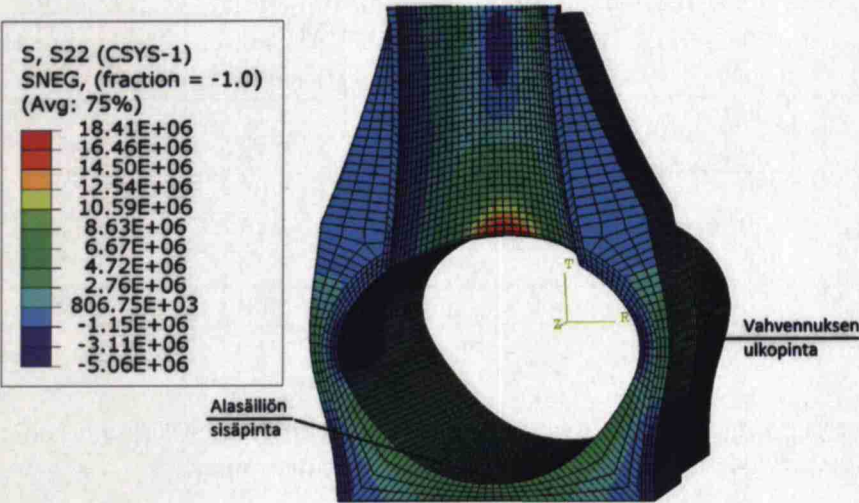 S, S22 (CSYS-1)
SNEG, (fraction = -1.0)
(Avg: 75%)
18.41E+06
16.46E+06
14.50E+06
12.54E+06
10.59E+06
8.63E+06
6.67E+06
4.72E+06
2.76E+06
806.75E+03
-1.15E+06
-3.11E+06
-5.06E+06
T
Z
R
Vahvennuksen
ulkopinta
Alasäiliön
sisäpinta